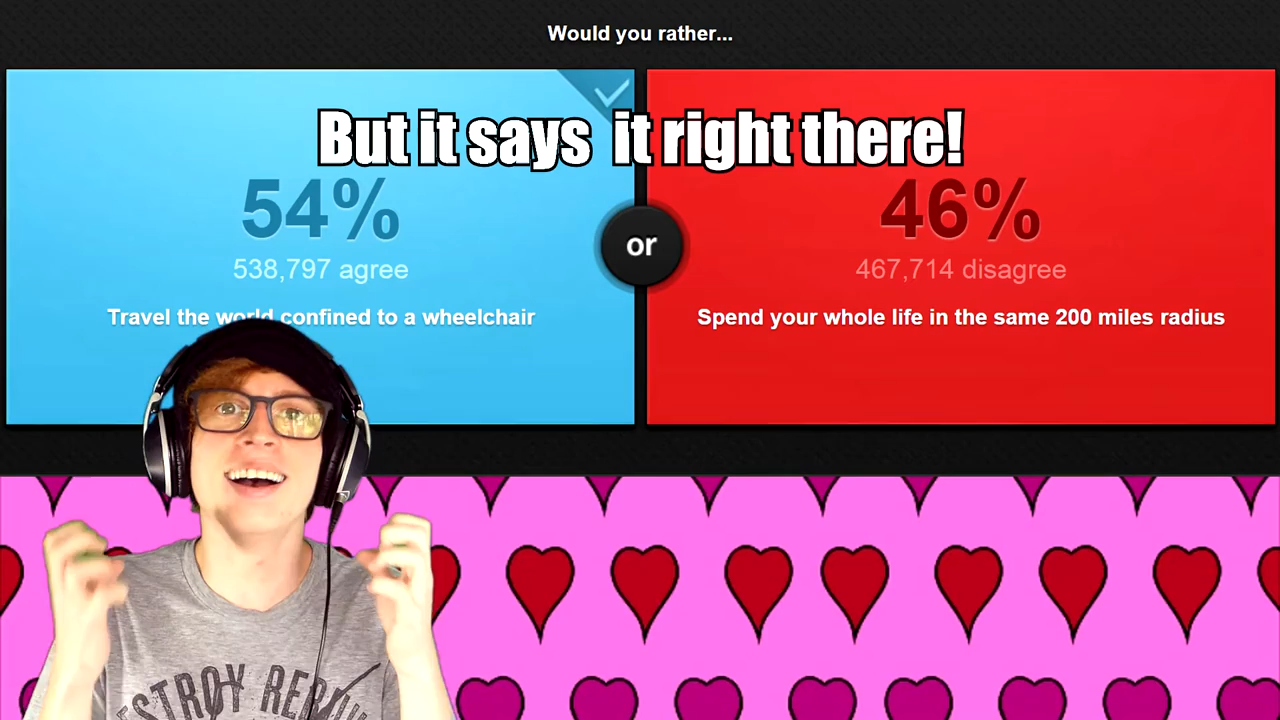 Would you rather...
But it says it right there!
54%
538,797 agree
Travel the world confined to a wheelchair
or
46%
467,714 disagree
Spend your whole life in the same 200 miles radius